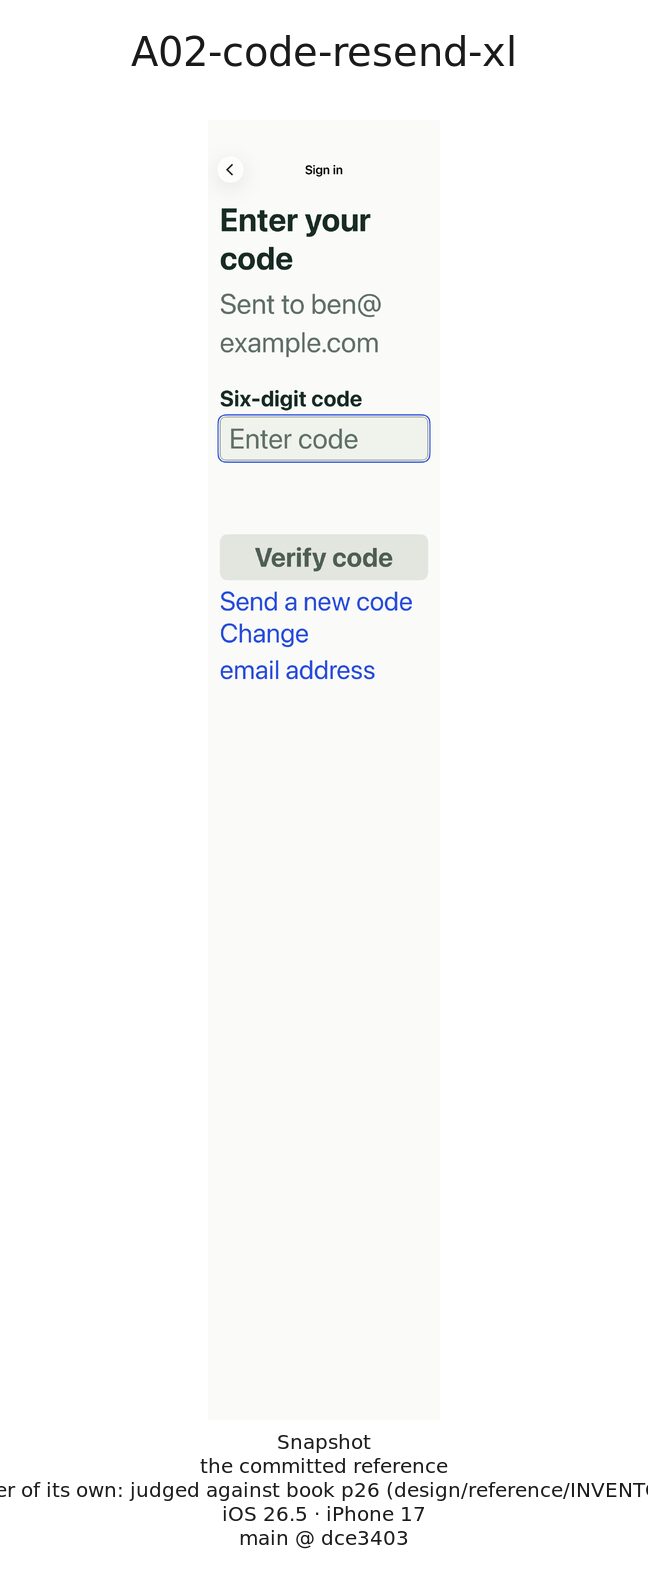 A02-code-resend-xl
Sign in
Enter your
code
Sent to ben@
example.com
Six-digit code
Enter code
Verify code
Send a new code
Change
email address
Snapshot
the committed reference
of its own: judged against book p26 (design/reference/
iOS 26.5 · iPhone 17
main @ dce3403